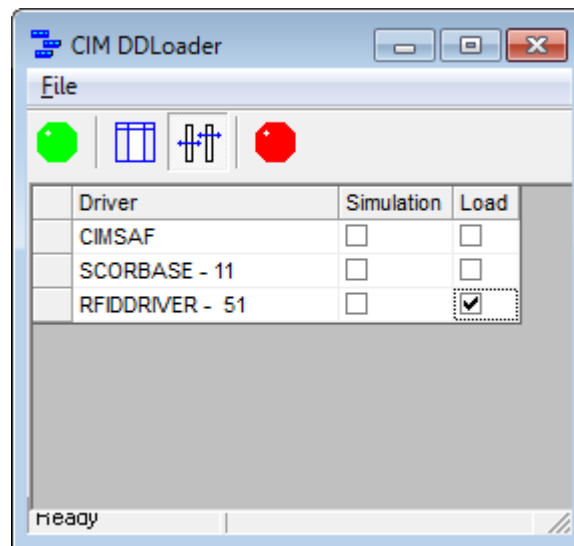 CIM DDLoader
File
Driver Simulation Load
CIMSAF
SCORBASE - 11
RFIDDRIVER - 51
Ready